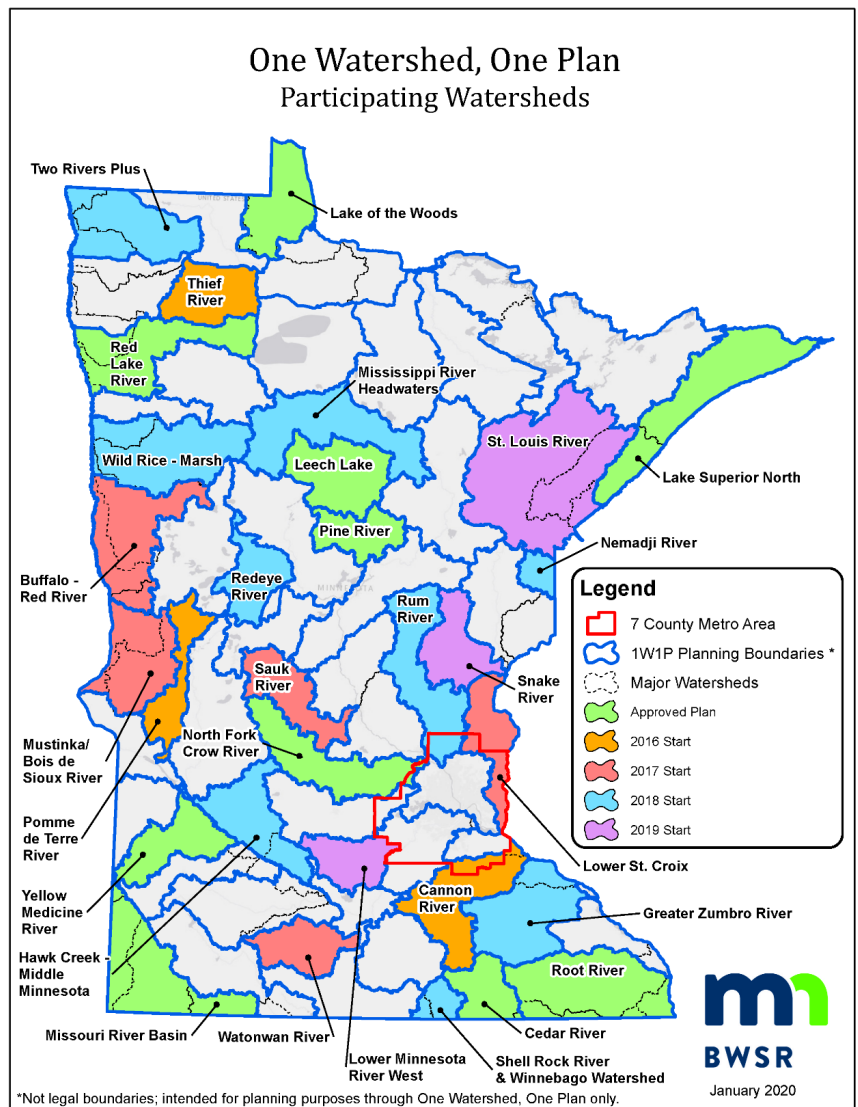 One Watershed, One Plan
Participating Watersheds
Two Rivers Plus
UNITED STATES
Lake of the Woods
Thief
River
Red
Lake
River
Mississippi River
Headwaters
St. Louis River
Wild Rice - Marsh
Leech Lake
Lake Superior North
Pine River
Nemadji River
Buffalo -
Red River
Redeye
River
MINNESOTA
Rum
River
Snake
River
Sauk
River
North Fork
Crow River
Mustinka/
Bois de
Sioux River
Pomme
de Terre
River
Lower St. Croix
Yellow
Medicine
River
Cannon
River
Greater Zumbro River
Hawk Creek -
Middle
Minnesota
Root River
Missouri River Basin
Watonwan River
Cedar River
Lower Minnesota
River West
Shell Rock River
& Winnebago Watershed
Legend
7 County Metro Area
1W1P Planning Boundaries *
Major Watersheds
Approved Plan
2016 Start
2017 Start
2018 Start
2019 Start
mn
BWSR
January 2020
*Not legal boundaries; intended for planning purposes through One Watershed, One Plan only.